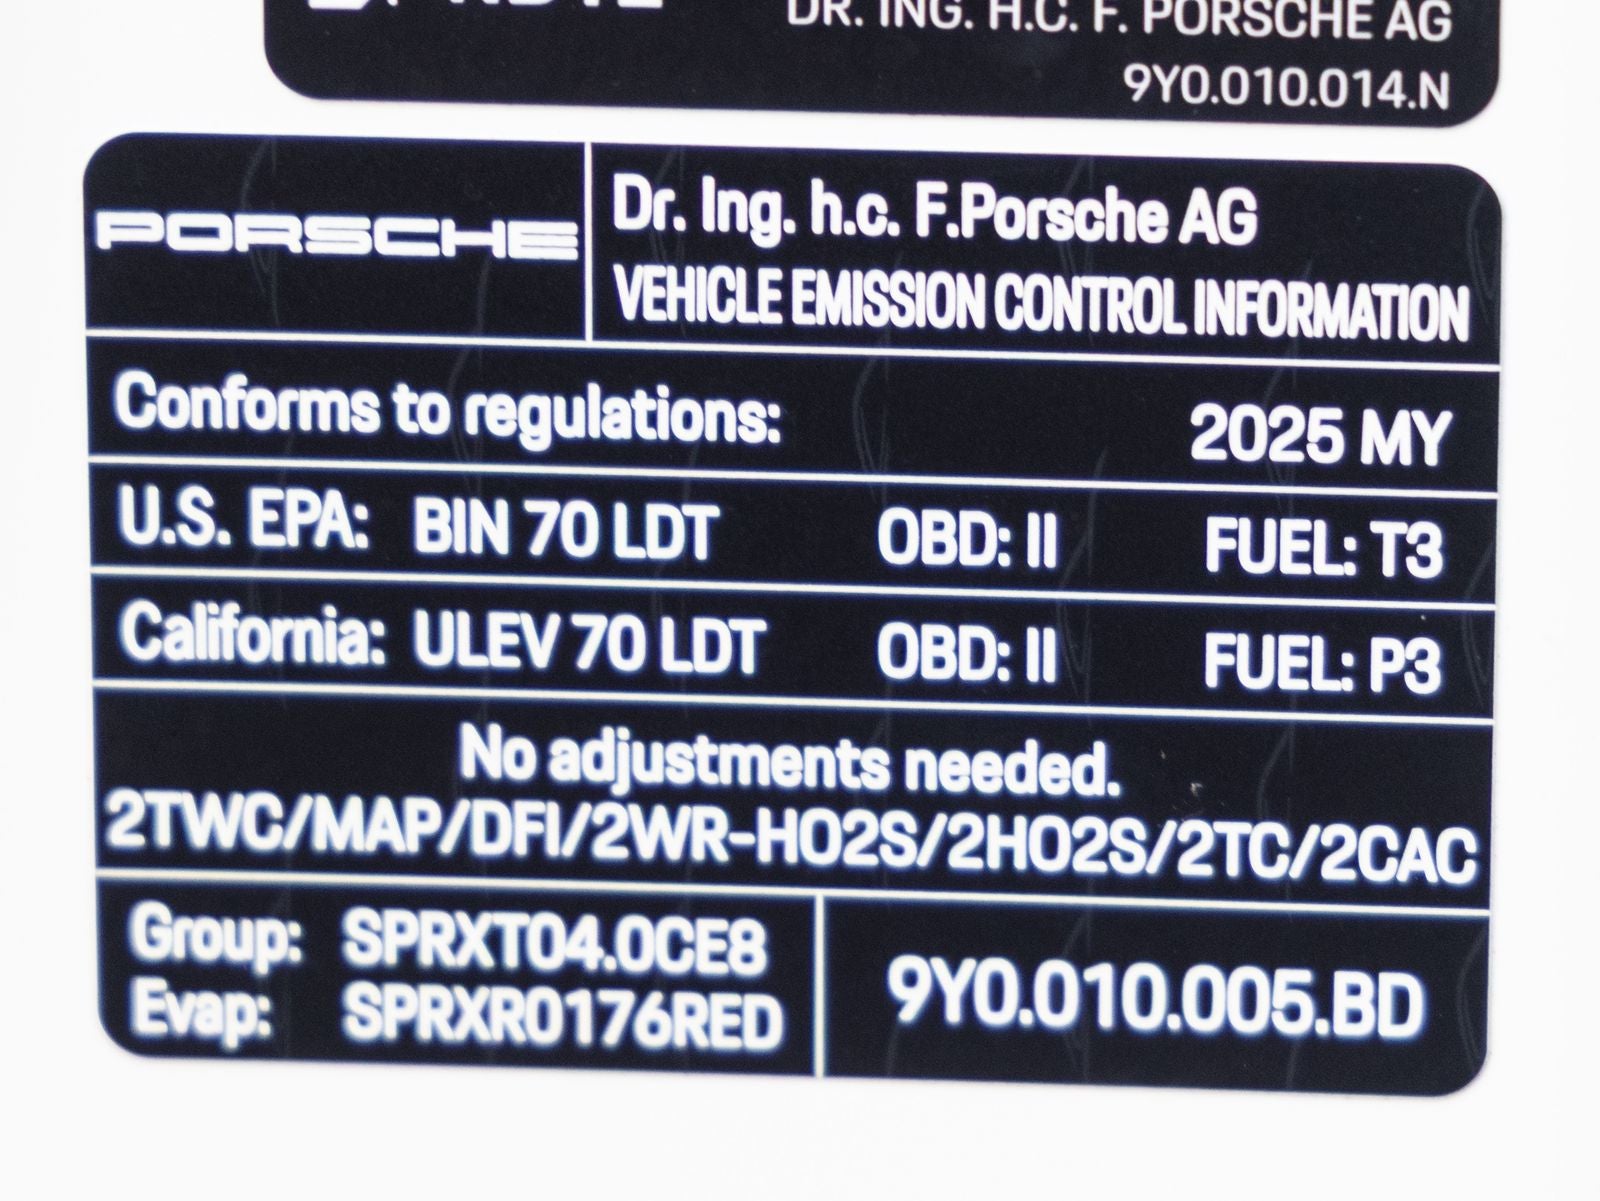 DR. ING. H.C. F. PORSCHE AG
9Y0.010.014.N
PORSCHE
Dr. Ing. h.c. F.Porsche AG
VEHICLE EMISSION CONTROL INFORMATION
Conforms to regulations: 2025 MY
U.S. EPA: BIN 70 LDT OBD: II FUEL: T3
California: ULEV 70 LDT OBD: II FUEL: P3
No adjustments needed.
2TWC/MAP/DFI/2WR-HO2S/2HO2S/2TC/2CAC
Group: SPRXT04.0CE8
Evap: SPRXR0176RED
9Y0.010.005.BD